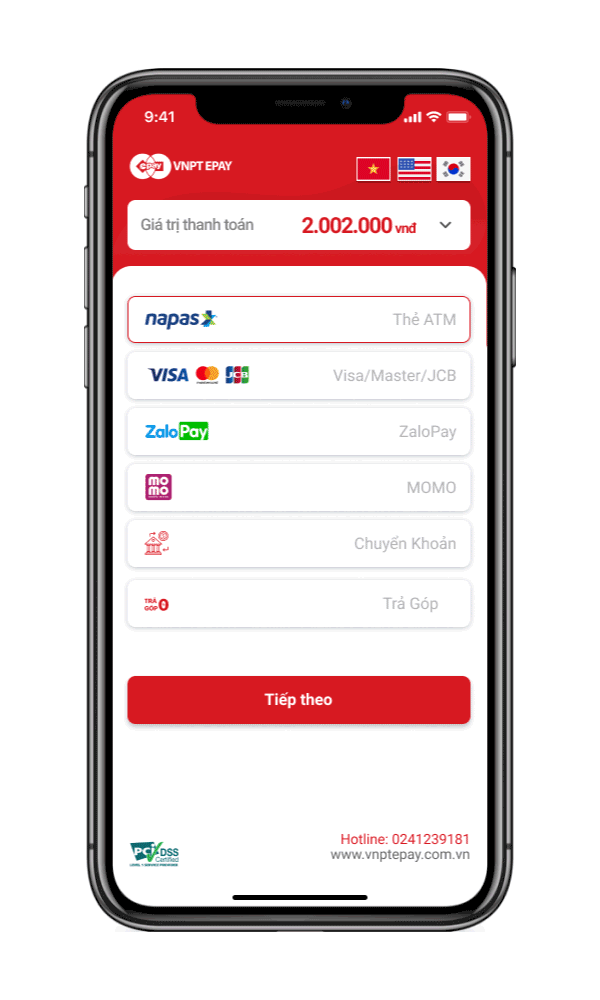 9:41
epay VNPT EPAY
Giá trị thanh toán 2.002.000 vnđ
napas Thẻ ATM
VISA JCB Visa/Master/JCB
ZaloPay ZaloPay
mo
mo MOMO
Chuyển Khoản
TRẢ
GÓP 0 Trả Góp
Tiếp theo
Hotline: 0241239181
www.vnptepay.com.vn
PCI DSS
Certified